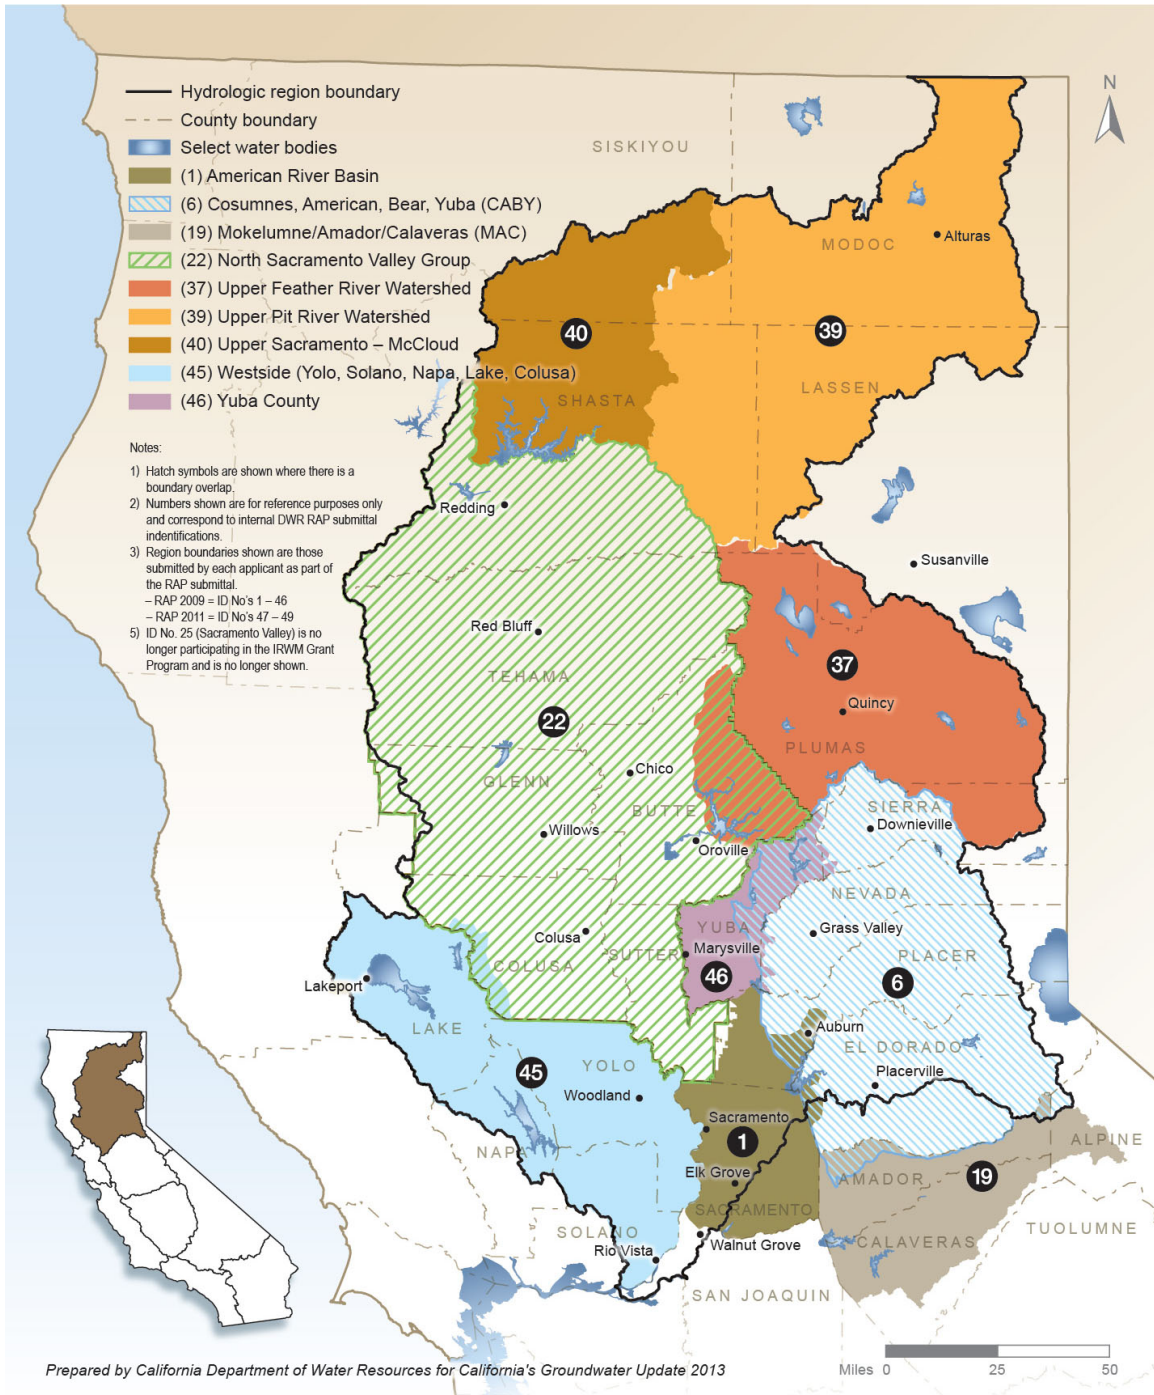 Hydrologic region boundary
County boundary
Select water bodies
(1) American River Basin
(6) Cosumnes, American, Bear, Yuba (CABY)
(19) Mokelumne/Amador/Calaveras (MAC)
(22) North Sacramento Valley Group
(37) Upper Feather River Watershed
(39) Upper Pit River Watershed
(40) Upper Sacramento – McCloud
(45) Westside (Yolo, Solano, Napa, Lake, Colusa)
(46) Yuba County
Notes:
1) Hatch symbols are shown where there is a
boundary overlap.
2) Numbers shown are for reference purposes only
and correspond to internal DWR RAP submittal
indentifications.
3) Region boundaries shown are those
submitted by each applicant as part of
the RAP submittal.
– RAP 2009 = ID No's 1 – 46
– RAP 2011 = ID No's 47 – 49
5) ID No. 25 (Sacramento Valley) is no
longer participating in the IRWM Grant
Program and is no longer shown.
N
SISKIYOU
MODOC
Alturas
40
39
LASSEN
SHASTA
Redding
Susanville
Red Bluff
TEHAMA
37
Quincy
22
PLUMAS
Chico
GLENN
BUTTE
SIERRA
Downieville
Willows
Oroville
NEVADA
YUBA
Grass Valley
Colusa
SUTTER
Marysville
PLACER
COLUSA
46
6
Lakeport
LAKE
Auburn
EL DORADO
YOLO
45
Placerville
Woodland
Sacramento
1
NAPA
ALPINE
Elk Grove
AMADOR
19
SACRAMENTO
TUOLUMNE
SOLANO
Walnut Grove
CALAVERAS
Rio Vista
SAN JOAQUIN
Miles 0 25 50
Prepared by California Department of Water Resources for California's Groundwater Update 2013